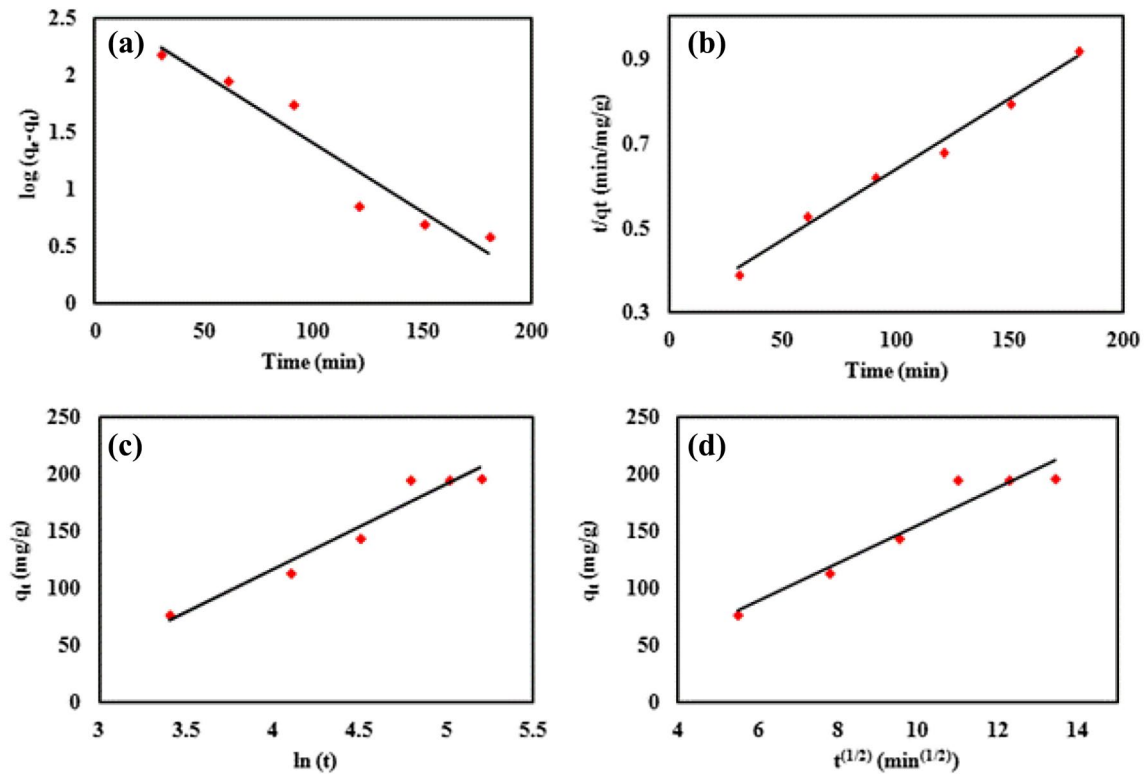 (a)
2.5
2
1.5
1
0.5
0
log (qe-qt)
0 50 100 150 200
Time (min)
(b)
0.9
0.7
0.5
0.3
t/qt (min/mg/g)
0 50 100 150 200
Time (min)
(c)
250
200
150
100
50
0
qt (mg/g)
3 3.5 4 4.5 5 5.5
ln (t)
(d)
250
200
150
100
50
0
qt (mg/g)
4 6 8 10 12 14
t(1/2) (min(1/2))